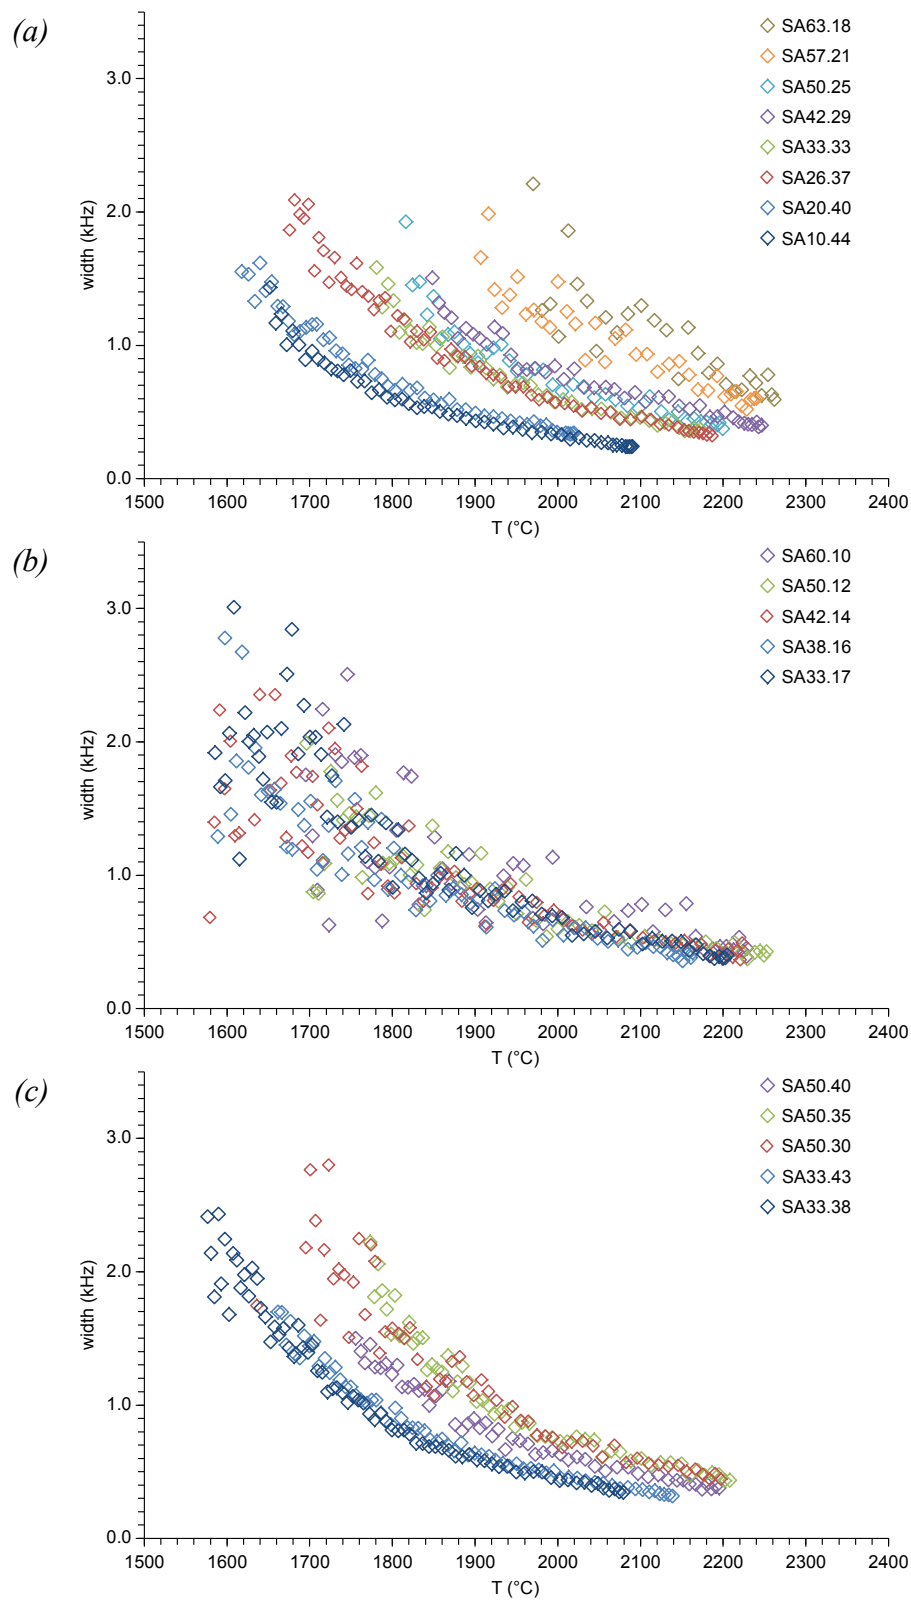 (a)
SA63.18
SA57.21
SA50.25
SA42.29
SA33.33
SA26.37
SA20.40
SA10.44
3.0
2.0
1.0
0.0
width (kHz)
1500 1600 1700 1800 1900 2000 2100 2200 2300 2400
T (°C)
(b)
SA60.10
SA50.12
SA42.14
SA38.16
SA33.17
3.0
2.0
1.0
0.0
width (kHz)
1500 1600 1700 1800 1900 2000 2100 2200 2300 2400
T (°C)
(c)
SA50.40
SA50.35
SA50.30
SA33.43
SA33.38
3.0
2.0
1.0
0.0
width (kHz)
1500 1600 1700 1800 1900 2000 2100 2200 2300 2400
T (°C)